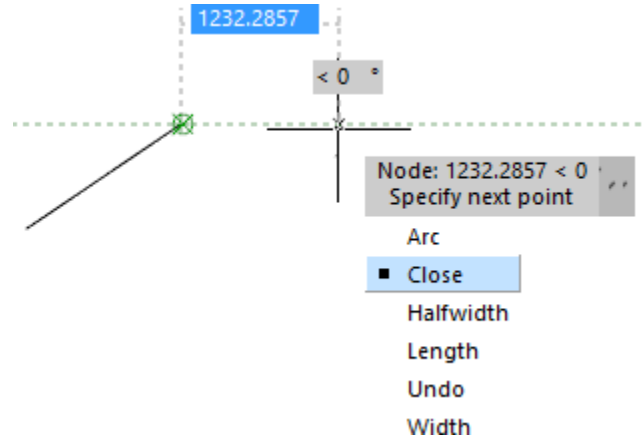 1232.2857
< 0 °
Node: 1232.2857 < 0
Specify next point
Arc
Close
Halfwidth
Length
Undo
Width